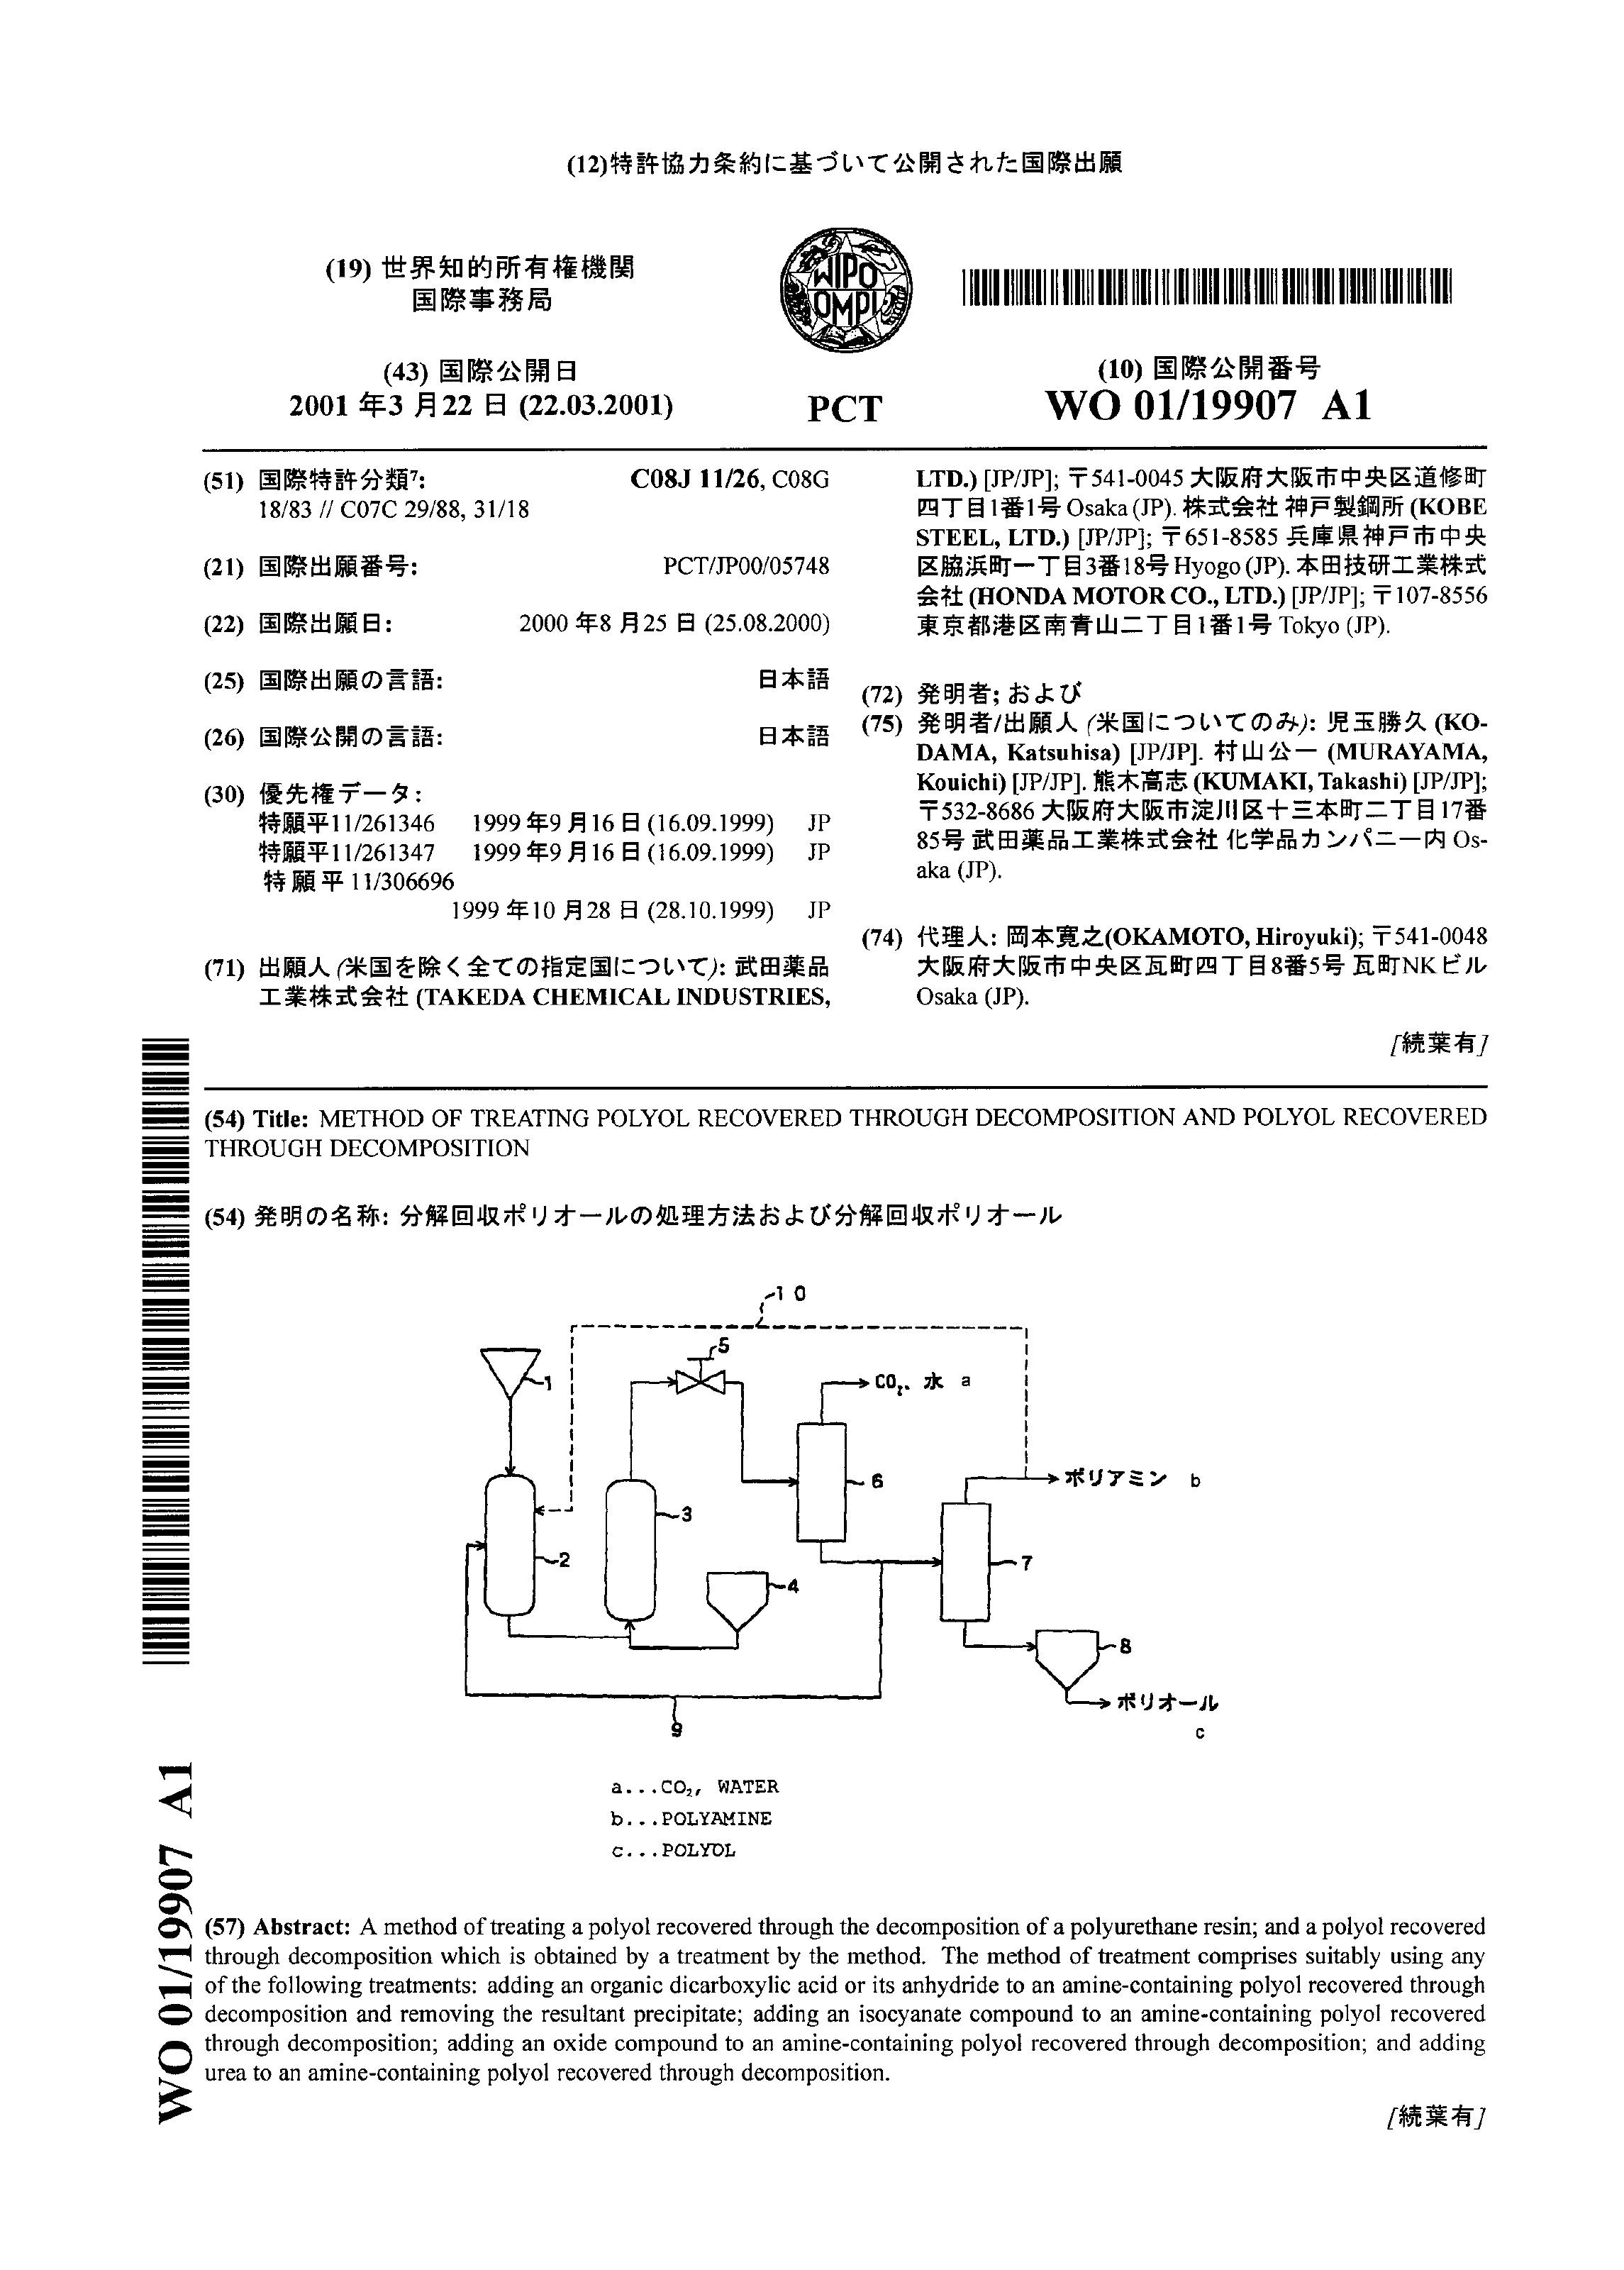 (12)特許協力条約に基づいて公開された国際出願
(19) 世界知的所有権機関
国際事務局
WIPO
OMPI
(43) 国際公開日
2001 年3 月22 日 (22.03.2001)
PCT
(10) 国際公開番号
WO 01/19907 A1
(51) 国際特許分類7: C08J 11/26, C08G
18/83 // C07C 29/88, 31/18
(21) 国際出願番号: PCT/JP00/05748
(22) 国際出願日: 2000 年8 月25 日 (25.08.2000)
(25) 国際出願の言語: 日本語
(26) 国際公開の言語: 日本語
(30) 優先権データ:
特願平11/261346 1999 年9 月16 日 (16.09.1999) JP
特願平11/261347 1999 年9 月16 日 (16.09.1999) JP
特願平11/306696
1999 年10 月28 日 (28.10.1999) JP
(71) 出願人 (米国を除く全ての指定国について): 武田薬品
工業株式会社 (TAKEDA CHEMICAL INDUSTRIES,
LTD.) [JP/JP]; 〒541-0045 大阪府大阪市中央区道修町
四丁目1番1号 Osaka (JP). 株式会社 神戸製鋼所 (KOBE
STEEL, LTD.) [JP/JP]; 〒651-8585 兵庫県神戸市中央
区脇浜町一丁目3番18号 Hyogo (JP). 本田技研工業株式
会社 (HONDA MOTOR CO., LTD.) [JP/JP]; 〒107-8556
東京都港区南青山二丁目1番1号 Tokyo (JP).
(72) 発明者; および
(75) 発明者/出願人 (米国についてのみ): 児玉勝久 (KO-
DAMA, Katsuhisa) [JP/JP]. 村山公一 (MURAYAMA,
Kouichi) [JP/JP]. 熊木高志 (KUMAKI, Takashi) [JP/JP];
〒532-8686 大阪府大阪市淀川区十三本町二丁目17番
85号 武田薬品工業株式会社 化学品カンパニー内 Os-
aka (JP).
(74) 代理人: 岡本寛之(OKAMOTO, Hiroyuki); 〒541-0048
大阪府大阪市中央区瓦町四丁目8番5号 瓦町NKビル
Osaka (JP).
[続葉有]
(54) Title: METHOD OF TREATING POLYOL RECOVERED THROUGH DECOMPOSITION AND POLYOL RECOVERED
THROUGH DECOMPOSITION
(54) 発明の名称: 分解回収ポリオールの処理方法および分解回収ポリオール
10
5
1
CO2、水 a
6
ポリアミン b
3
2
7
4
8
ポリオール
c
9
a...CO2, WATER
b...POLYAMINE
c...POLYOL
(57) Abstract: A method of treating a polyol recovered through the decomposition of a polyurethane resin; and a polyol recovered
through decomposition which is obtained by a treatment by the method. The method of treatment comprises suitably using any
of the following treatments: adding an organic dicarboxylic acid or its anhydride to an amine-containing polyol recovered through
decomposition and removing the resultant precipitate; adding an isocyanate compound to an amine-containing polyol recovered
through decomposition; adding an oxide compound to an amine-containing polyol recovered through decomposition; and adding
urea to an amine-containing polyol recovered through decomposition.
[続葉有]
WO 01/19907 A1